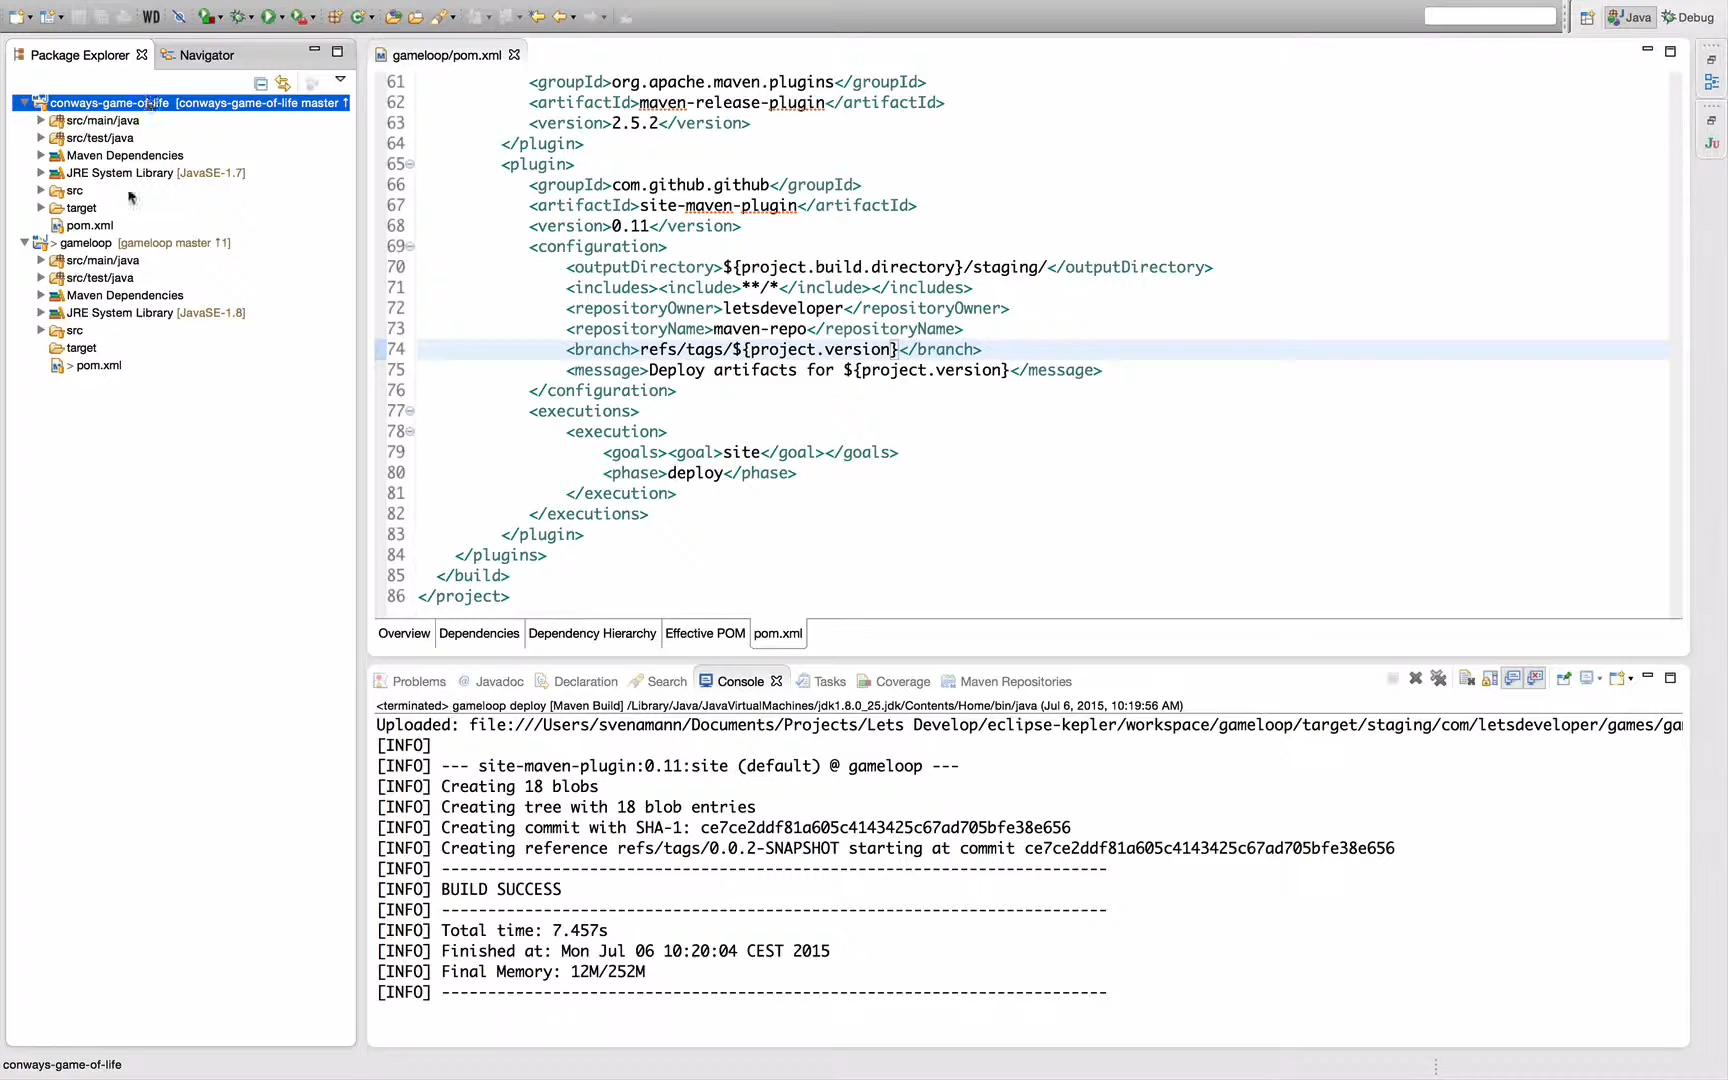 WD
Java
Debug
Package Explorer
Navigator
conways-game-of-life [conways-game-of-life master ↑
src/main/java
src/test/java
Maven Dependencies
JRE System Library [JavaSE-1.7]
src
target
pom.xml
> gameloop [gameloop master ↑1]
src/main/java
src/test/java
Maven Dependencies
JRE System Library [JavaSE-1.8]
src
target
> pom.xml
gameloop/pom.xml
61 <groupId>org.apache.maven.plugins</groupId>
62 <artifactId>maven-release-plugin</artifactId>
63 <version>2.5.2</version>
64 </plugin>
65 <plugin>
66 <groupId>com.github.github</groupId>
67 <artifactId>site-maven-plugin</artifactId>
68 <version>0.11</version>
69 <configuration>
70 <outputDirectory>${project.build.directory}/staging/</outputDirectory>
71 <includes><include>**/*</include></includes>
72 <repositoryOwner>letsdeveloper</repositoryOwner>
73 <repositoryName>maven-repo</repositoryName>
74 <branch>refs/tags/${project.version}</branch>
75 <message>Deploy artifacts for ${project.version}</message>
76 </configuration>
77 <executions>
78 <execution>
79 <goals><goal>site</goal></goals>
80 <phase>deploy</phase>
81 </execution>
82 </executions>
83 </plugin>
84 </plugins>
85 </build>
86 </project>
Overview Dependencies Dependency Hierarchy Effective POM pom.xml
Problems @ Javadoc Declaration Search Console Tasks Coverage Maven Repositories
<terminated> gameloop deploy [Maven Build] /Library/Java/JavaVirtualMachines/jdk1.8.0_25.jdk/Contents/Home/bin/java (Jul 6, 2015, 10:19:56 AM)
Uploaded: file:///Users/svenamann/Documents/Projects/Lets Develop/eclipse-kepler/workspace/gameloop/target/staging/com/letsdeveloper/games/ga
[INFO]
[INFO] --- site-maven-plugin:0.11:site (default) @ gameloop ---
[INFO] Creating 18 blobs
[INFO] Creating tree with 18 blob entries
[INFO] Creating commit with SHA-1: ce7ce2ddf81a605c4143425c67ad705bfe38e656
[INFO] Creating reference refs/tags/0.0.2-SNAPSHOT starting at commit ce7ce2ddf81a605c4143425c67ad705bfe38e656
[INFO] ------------------------------------------------------------------------
[INFO] BUILD SUCCESS
[INFO] ------------------------------------------------------------------------
[INFO] Total time: 7.457s
[INFO] Finished at: Mon Jul 06 10:20:04 CEST 2015
[INFO] Final Memory: 12M/252M
[INFO] ------------------------------------------------------------------------
Ju
conways-game-of-life